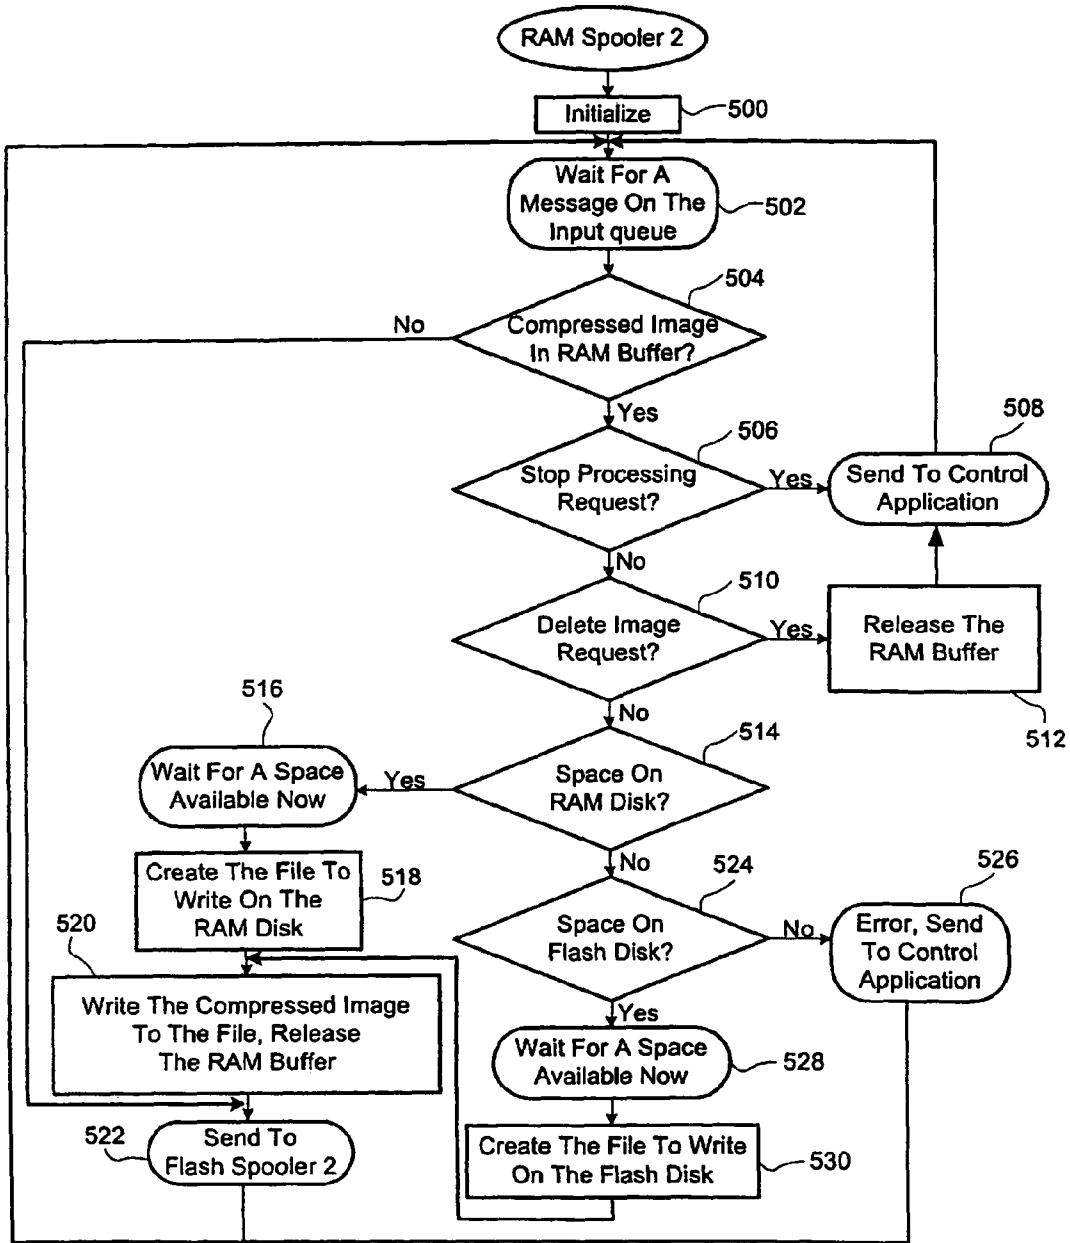 RAM Spooler 2
Initialize
500
Wait For A
Message On The
Input queue
502
504
Compressed Image
In RAM Buffer?
No
Yes
506
508
Stop Processing
Request?
Yes
Send To Control
Application
No
510
Delete Image
Request?
Yes
Release The
RAM Buffer
512
No
514
516
Wait For A Space
Available Now
Yes
Space On
RAM Disk?
No
524
526
Create The File To
Write On The
RAM Disk
518
520
Space On
Flash Disk?
No
Error, Send
To Control
Application
Write The Compressed Image
To The File, Release
The RAM Buffer
Yes
Wait For A Space
Available Now
528
522
Send To
Flash Spooler 2
Create The File To Write
On The Flash Disk
530